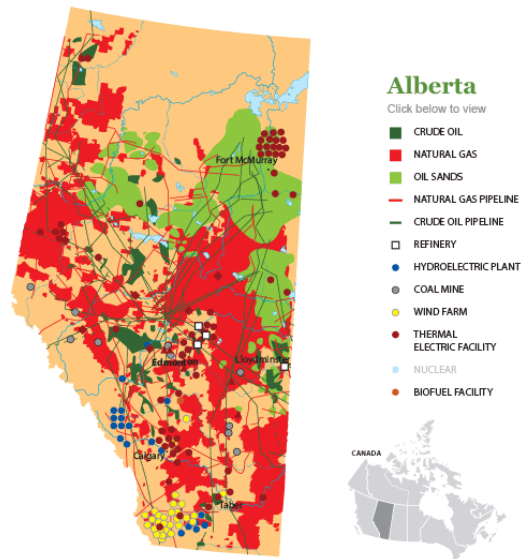 Alberta
Click below to view
CRUDE OIL
NATURAL GAS
OIL SANDS
NATURAL GAS PIPELINE
CRUDE OIL PIPELINE
REFINERY
HYDROELECTRIC PLANT
COAL MINE
WIND FARM
THERMAL
ELECTRIC FACILITY
NUCLEAR
BIOFUEL FACILITY
Fort McMurray
Edmonton
Lloydminster
Calgary
Taber
CANADA